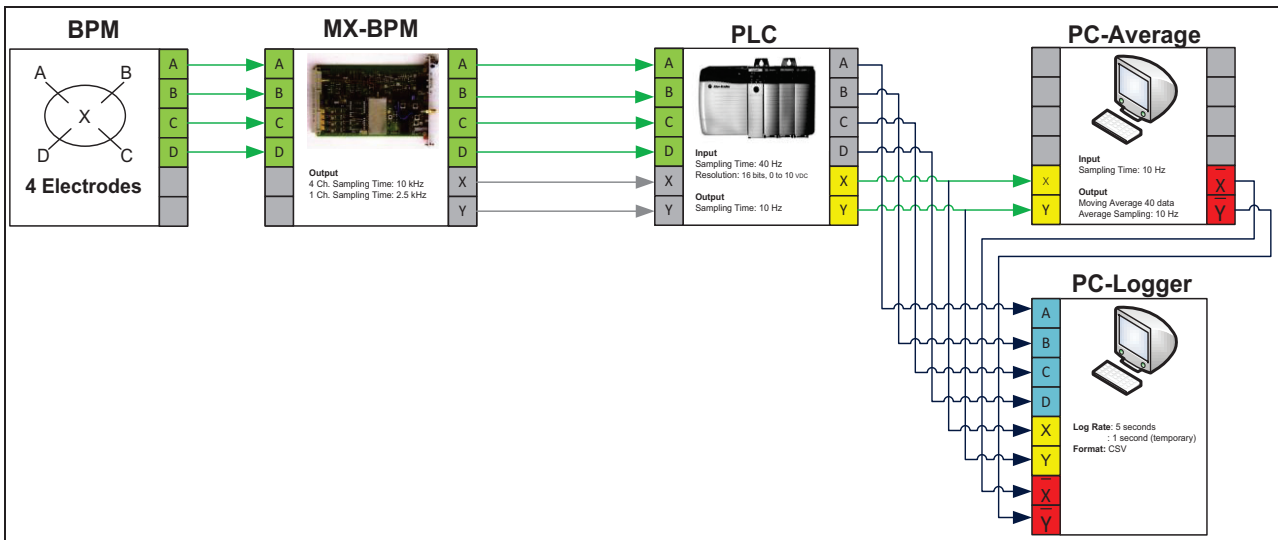 BPM
A
B
X
D
C
4 Electrodes
A
B
C
D
MX-BPM
A
B
C
D
Output
4 Ch. Sampling Time: 10 kHz
1 Ch. Sampling Time: 2.5 kHz
A
B
C
D
X
Y
PLC
A
B
C
D
X
Y
Input
Sampling Time: 40 Hz
Resolution: 16 bits, 0 to 10 VDC
Output
Sampling Time: 10 Hz
A
B
C
D
X
Y
PC-Average
X
Y
Input
Sampling Time: 10 Hz
Output
Moving Average 40 data
Average Sampling: 10 Hz
X̅
Y̅
PC-Logger
A
B
C
D
X
Y
X̅
Y̅
Log Rate: 5 seconds
: 1 second (temporary)
Format: CSV